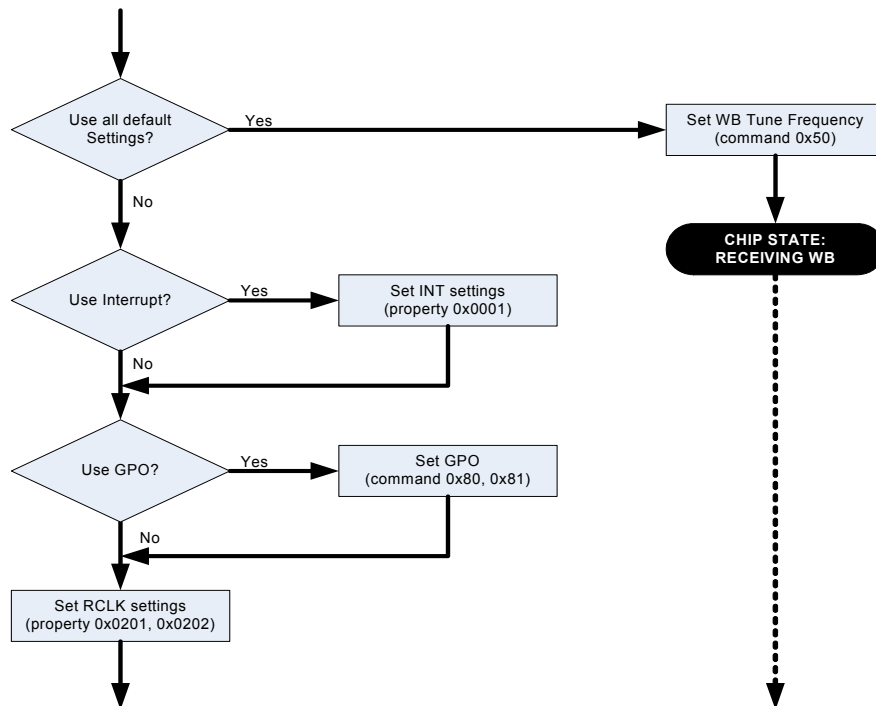 Use all default
Settings?
Yes
Set WB Tune Frequency
(command 0x50)
No
CHIP STATE:
RECEIVING WB
Use Interrupt?
Yes
Set INT settings
(property 0x0001)
No
Use GPO?
Yes
Set GPO
(command 0x80, 0x81)
No
Set RCLK settings
(property 0x0201, 0x0202)